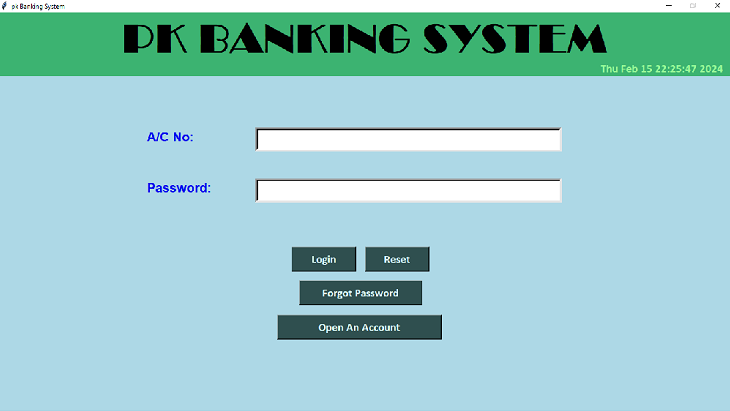 pk Banking System
PK BANKING SYSTEM
Thu Feb 15 22:25:47 2024
A/C No:
Password:
Login Reset
Forgot Password
Open An Account